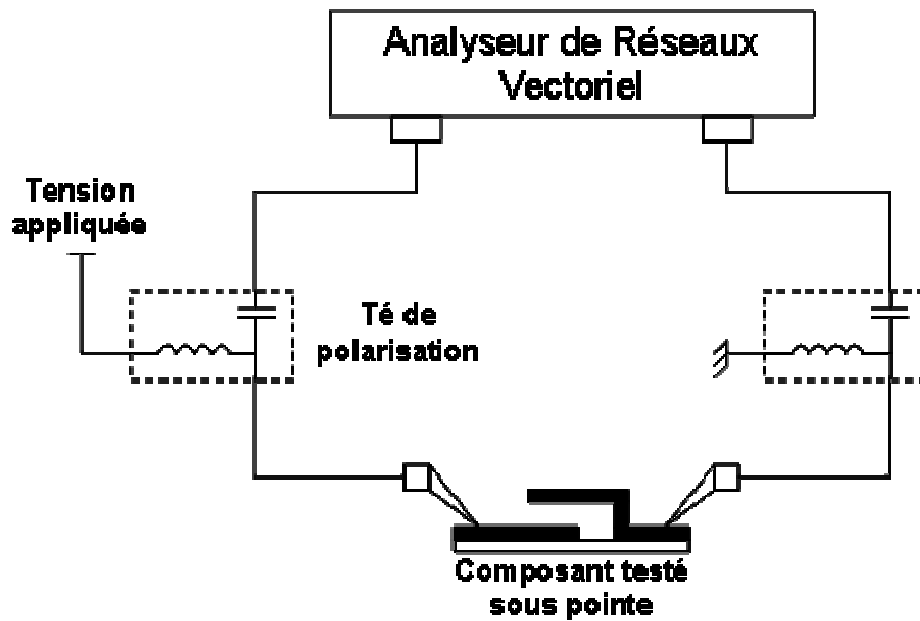 Analyseur de Réseaux
Vectoriel
Tension
appliquée
Té de
polarisation
Composant testé
sous pointe